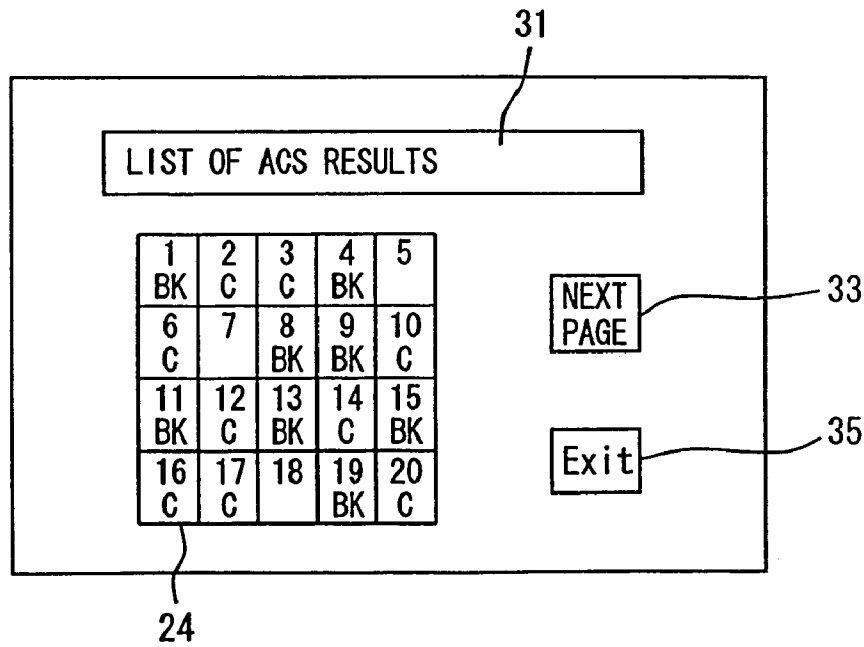 31
LIST OF ACS RESULTS
1 2 3 4 5
BK C C BK
6 7 8 9 10
C BK BK C
11 12 13 14 15
BK C BK C BK
16 17 18 19 20
C C BK C
NEXT
PAGE
33
Exit
35
24